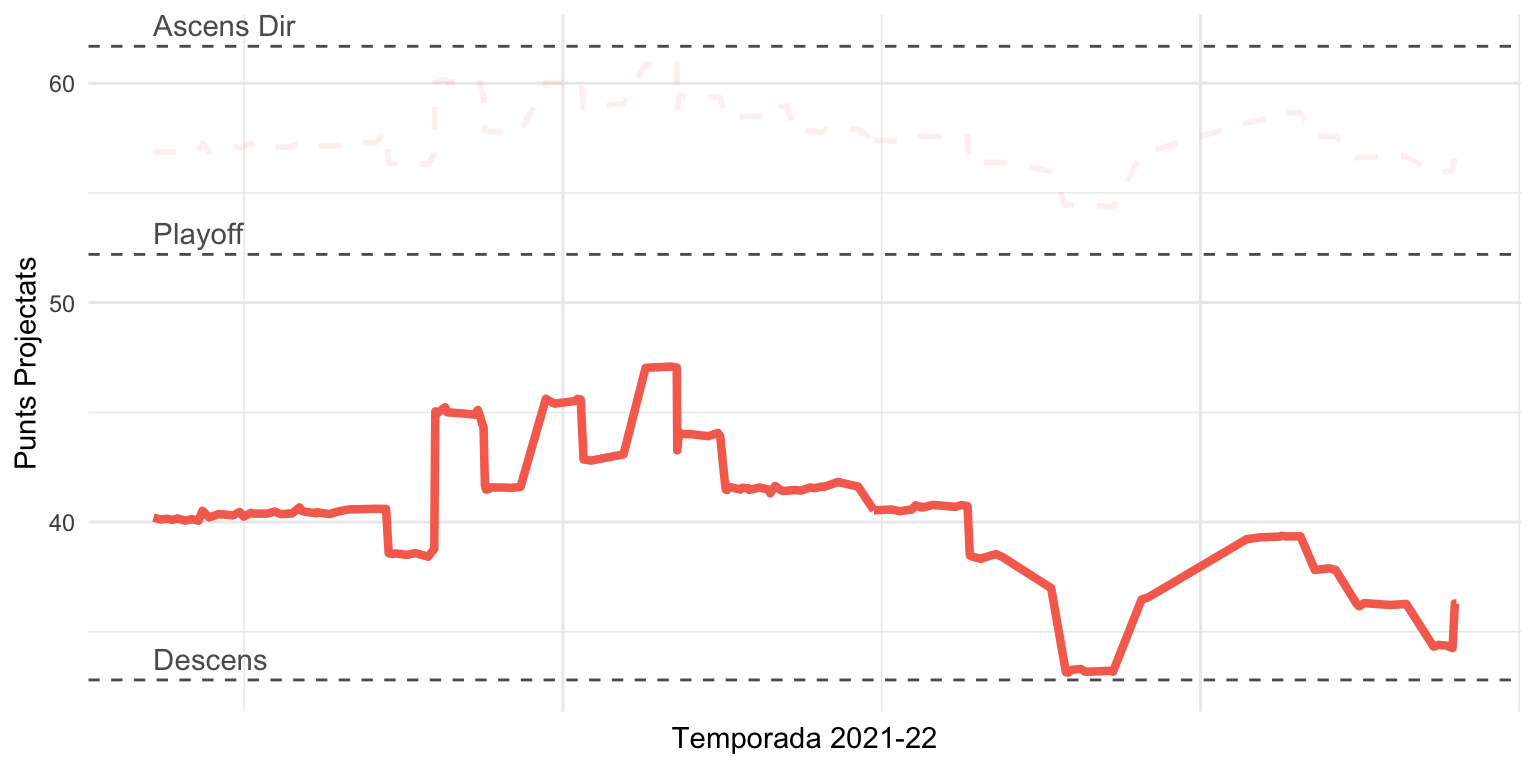 Ascens Dir
60
Playoff
50
40
Descens
Punts Projectats
Temporada 2021-22